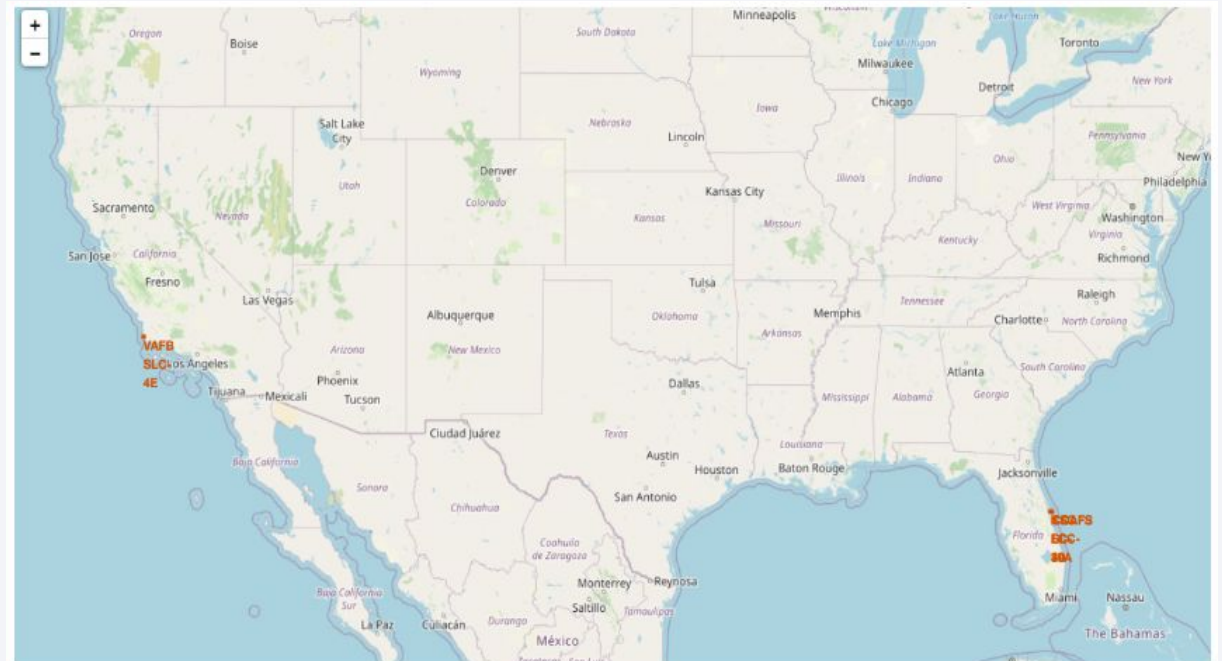 +
−
Oregon
Boise
South Dakota
Minneapolis
Wisconsin
Lake Huron
Toronto
Lake Michigan
Milwaukee
Wyoming
Detroit
New York
Chicago
Iowa
Salt Lake
City
Nebraska
Lincoln
Pennsylvania
Ohio
New Y
Denver
Utah
Illinois
Indiana
Philadelphia
Kansas City
Colorado
Sacramento
Nevada
Kansas
Missouri
West Virginia
Washington
Virginia
Kentucky
San Jose
California
Richmond
Fresno
Tulsa
Las Vegas
Raleigh
Tennessee
Albuquerque
Oklahoma
Memphis
Charlotte
North Carolina
Arkansas
VAFB
SLC-
4E
Los Angeles
Arizona
New Mexico
South Carolina
Atlanta
Phoenix
Dallas
Tijuana
Mexicali
Tucson
Mississippi
Alabama
Georgia
Ciudad Juárez
Texas
Louisiana
Austin
Houston
Baton Rouge
Jacksonville
Baja California
Sonora
San Antonio
Chihuahua
Florida
Coahuila
de Zaragoza
Monterrey
Reynosa
Baja California
Sur
Saltillo
Tamaulipas
Miami
Nassau
La Paz
Culiacán
Durango
México
The Bahamas